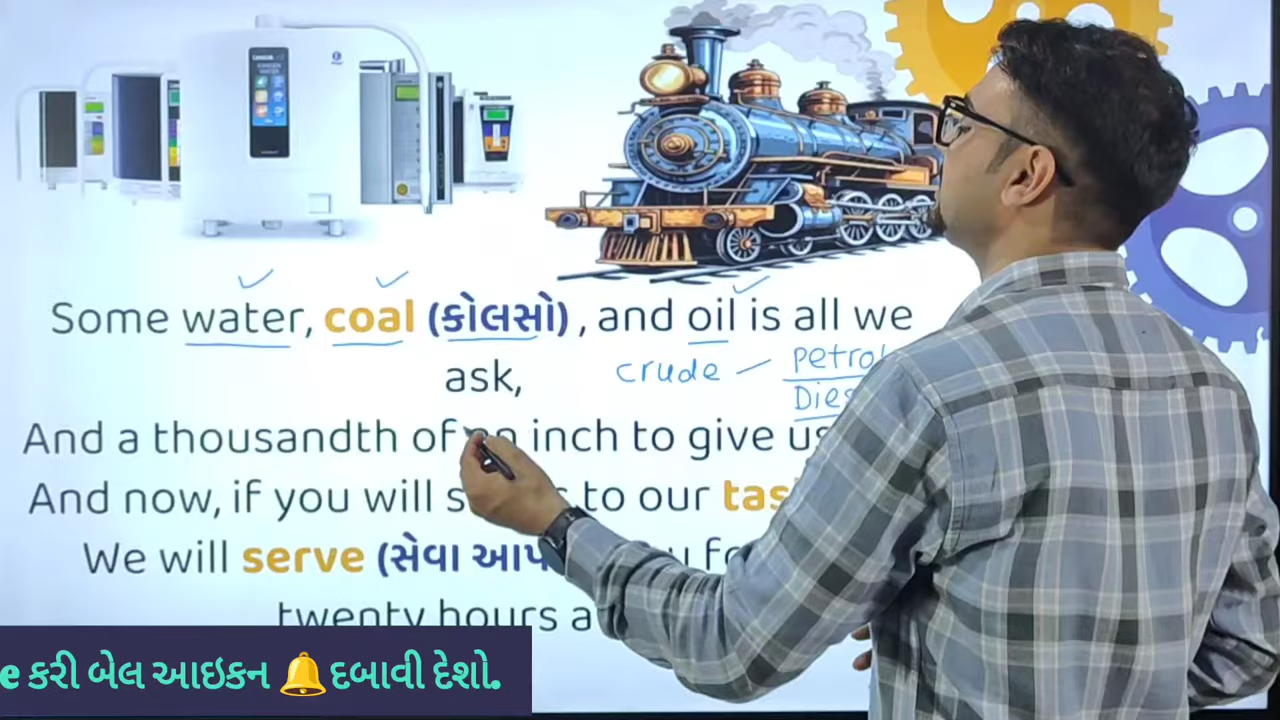 Some water, coal (કોલસો) , and oil is all we
crude – petrol
ask,
Dies
And a thousandth of an inch to give us
And now, if you will s to our tas
We will serve (સેવા આપ
twenty hours a
e કરી બેલ આઇકન 🔔દબાવી દેશો.